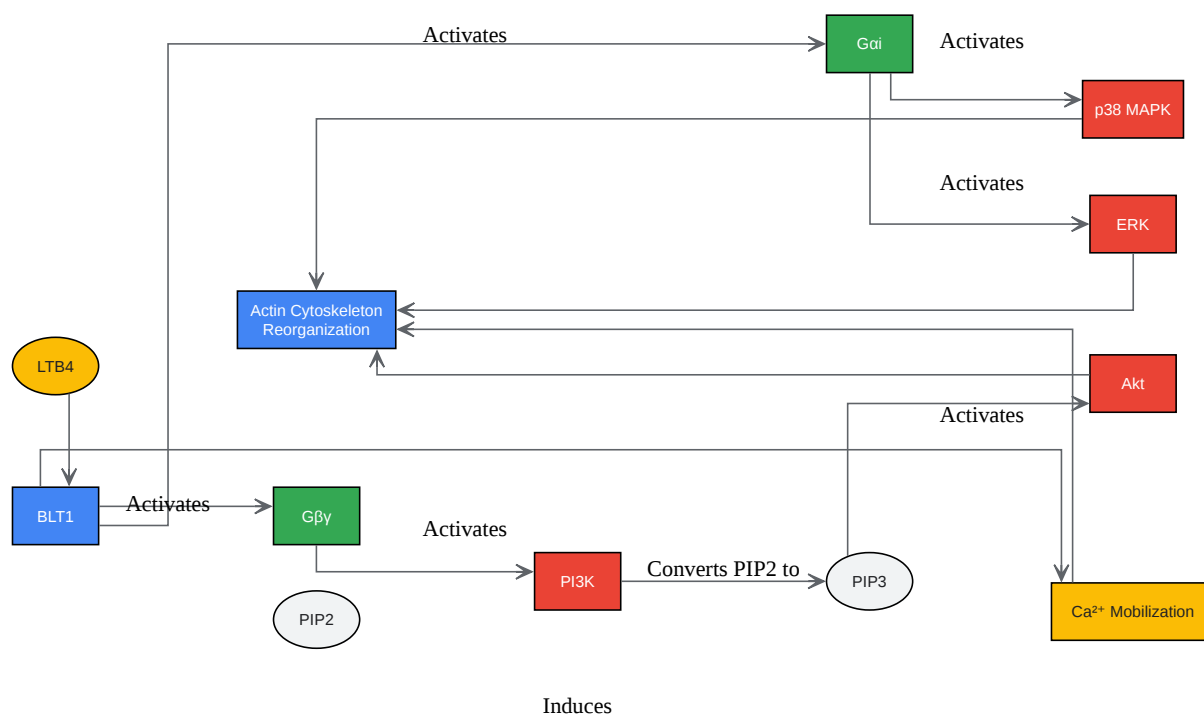 Activates
Gαi
Activates
p38 MAPK
Activates
ERK
Actin Cytoskeleton
Reorganization
LTB4
Akt
Activates
BLT1
Activates
Gβγ
Activates
PI3K
Converts PIP2 to
PIP3
PIP2
Ca²⁺ Mobilization
Induces